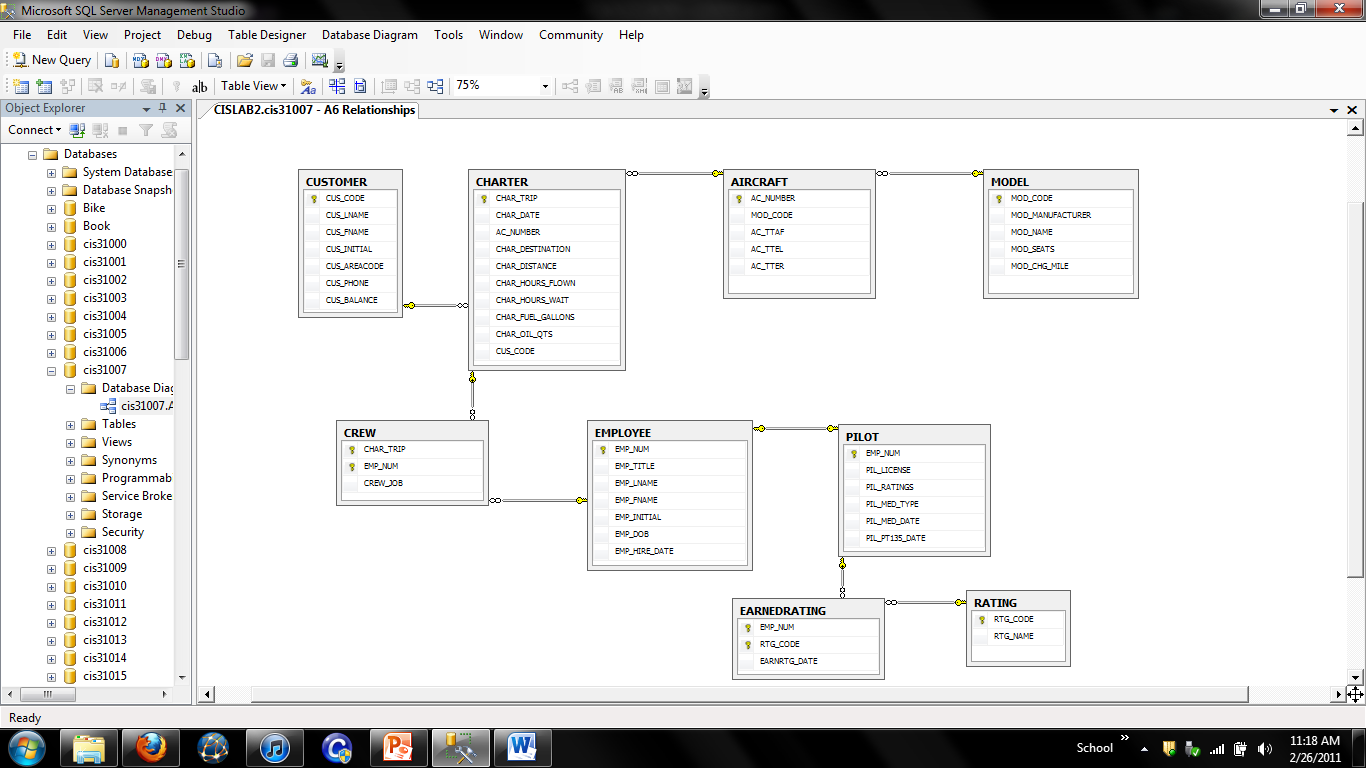 Microsoft SQL Server Management Studio
File Edit View Project Debug Table Designer Database Diagram Tools Window Community Help
New Query
ab Table View 75%
Object Explorer
Connect
Databases
System Database
Database Snapsh
Bike
Book
cis31000
cis31001
cis31002
cis31003
cis31004
cis31005
cis31006
cis31007
Database Diag
cis31007.A
Tables
Views
Synonyms
Programmab
Service Broke
Storage
Security
cis31008
cis31009
cis31010
cis31011
cis31012
cis31013
cis31014
cis31015
CISLAB2.cis31007 - A6 Relationships
CUSTOMER
CUS_CODE
CUS_LNAME
CUS_FNAME
CUS_INITIAL
CUS_AREACODE
CUS_PHONE
CUS_BALANCE
CHARTER
CHAR_TRIP
CHAR_DATE
AC_NUMBER
CHAR_DESTINATION
CHAR_DISTANCE
CHAR_HOURS_FLOWN
CHAR_HOURS_WAIT
CHAR_FUEL_GALLONS
CHAR_OIL_QTS
CUS_CODE
AIRCRAFT
AC_NUMBER
MOD_CODE
AC_TTAF
AC_TTEL
AC_TTER
MODEL
MOD_CODE
MOD_MANUFACTURER
MOD_NAME
MOD_SEATS
MOD_CHG_MILE
CREW
CHAR_TRIP
EMP_NUM
CREW_JOB
EMPLOYEE
EMP_NUM
EMP_TITLE
EMP_LNAME
EMP_FNAME
EMP_INITIAL
EMP_DOB
EMP_HIRE_DATE
PILOT
EMP_NUM
PIL_LICENSE
PIL_RATINGS
PIL_MED_TYPE
PIL_MED_DATE
PIL_PT135_DATE
EARNEDRATING
EMP_NUM
RTG_CODE
EARNRTG_DATE
RATING
RTG_CODE
RTG_NAME
Ready
School
11:18 AM
2/26/2011